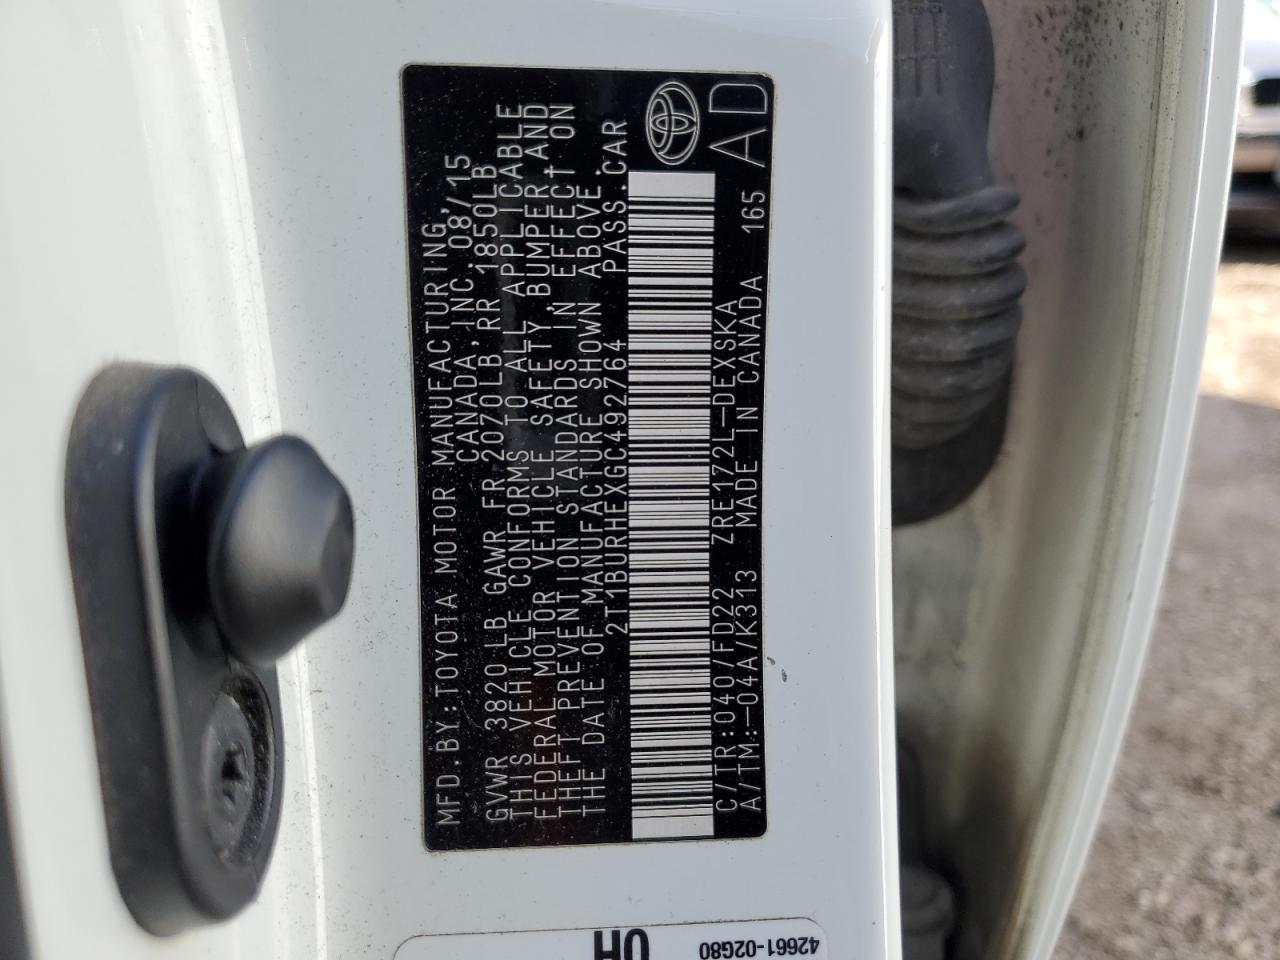 MFD.BY:TOYOTA MOTOR MANUFACTURING
CANADA,INC. 08/15
GVWR 3820 LB GAWR FR 2070LB,RR 1850LB
THIS VEHICLE CONFORMS TO ALL APPLICABLE
FEDERAL MOTOR VEHICLE SAFETY,BUMPER,AND
THEFT PREVENTION STANDARDS IN EFFECT ON
THE DATE OF MANUFACTURE SHOWN ABOVE.
2T1BURHEXGC492764 PASS.CAR
C/TR:040/FD22 ZRE172L-DEXSKA 165 AD
A/TM:-04A/K313 MADE IN CANADA
42661-02G80